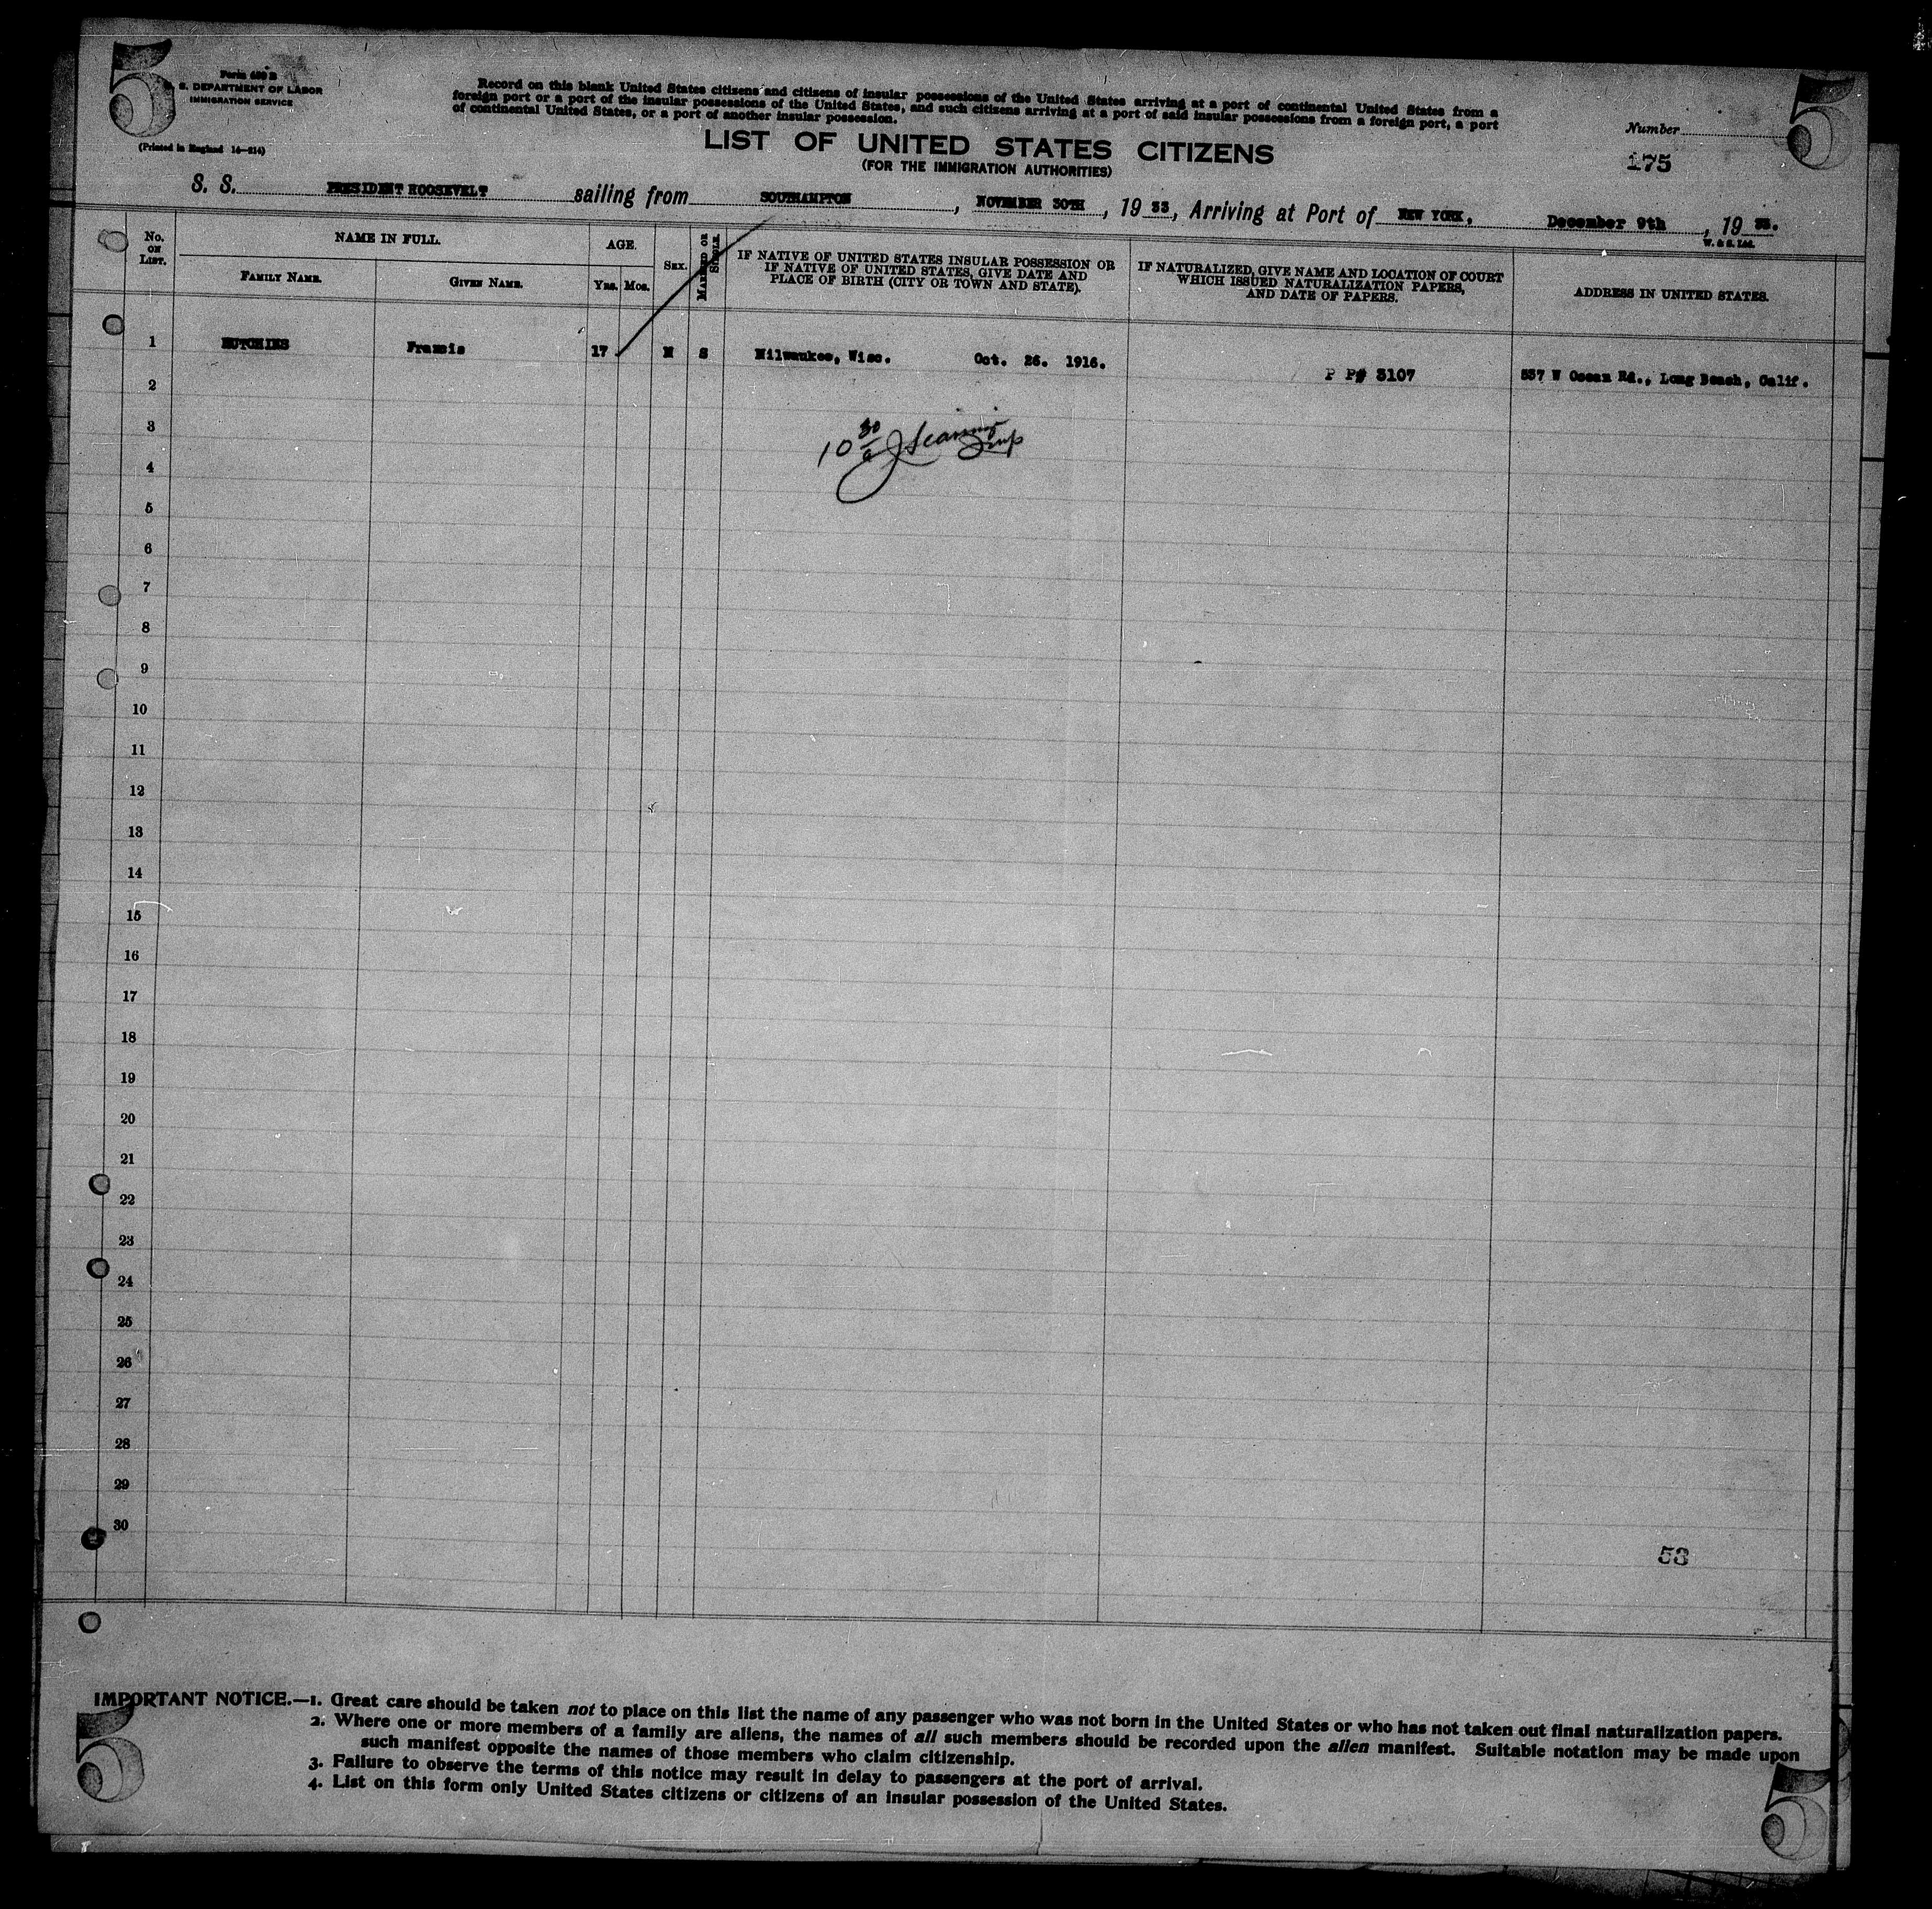 5
5
Form 630 B
U. S. DEPARTMENT OF LABOR
IMMIGRATION SERVICE
(Printed in England 14—214)
Record on this blank United States citizens and citizens of insular possessions of the United States arriving at a port of continental United States from a
foreign port or a port of the insular possessions of the United States, and such citizens arriving at a port of said insular possessions from a foreign port, a port
of continental United States, or a port of another insular possession.
LIST OF UNITED STATES CITIZENS
(FOR THE IMMIGRATION AUTHORITIES)
Number
175
S. S. PRESIDENT ROOSEVELT sailing from SOUTHAMPTON, NOVEMBER 30TH, 19 33, Arriving at Port of NEW YORK, December 9th, 19 33.
W. & S. Ltd.
No. ON LIST.
NAME IN FULL.
FAMILY NAME.
GIVEN NAME.
AGE.
YRS. MOS.
SEX.
MARRIED OR SINGLE.
IF NATIVE OF UNITED STATES INSULAR POSSESSION OR
IF NATIVE OF UNITED STATES, GIVE DATE AND
PLACE OF BIRTH (CITY OR TOWN AND STATE).
IF NATURALIZED, GIVE NAME AND LOCATION OF COURT
WHICH ISSUED NATURALIZATION PAPERS,
AND DATE OF PAPERS.
ADDRESS IN UNITED STATES.
1 Francis 17 M S Milwaukee, Wisc. Oct. 26. 1916. P P# 3107 537 W Ocean Rd., Long Beach, Calif.
2
3
10 30
4
5
6
7
8
9
10
11
12
13
14
15
16
17
18
19
20
21
22
23
24
25
26
27
28
29
30
53
IMPORTANT NOTICE.—1. Great care should be taken not to place on this list the name of any passenger who was not born in the United States or who has not taken out final naturalization papers.
2. Where one or more members of a family are aliens, the names of all such members should be recorded upon the alien manifest. Suitable notation may be made upon
such manifest opposite the names of those members who claim citizenship.
3. Failure to observe the terms of this notice may result in delay to passengers at the port of arrival.
4. List on this form only United States citizens or citizens of an insular possession of the United States.
5
5